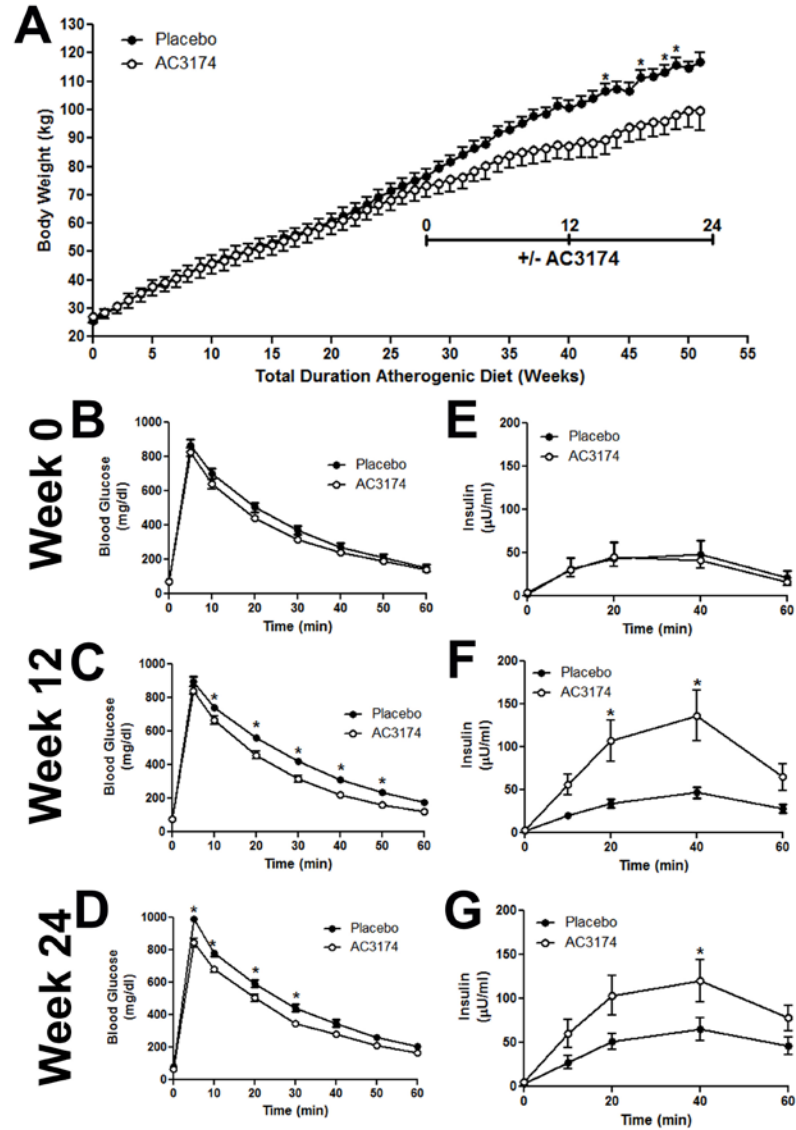 A
Placebo
AC3174
Body Weight (kg)
130
120
110
100
90
80
70
60
50
40
30
20
* * * *
0 12 24
+/- AC3174
0 5 10 15 20 25 30 35 40 45 50 55
Total Duration Atherogenic Diet (Weeks)
Week 0
B
Placebo
AC3174
Blood Glucose
(mg/dl)
1000
800
600
400
200
0
0 10 20 30 40 50 60
Time (min)
E
Placebo
AC3174
Insulin
(µU/ml)
200
150
100
50
0
0 20 40 60
Time (min)
Week 12
C
Placebo
AC3174
Blood Glucose
(mg/dl)
1000
800
600
400
200
0
* * * * *
0 10 20 30 40 50 60
Time (min)
F
Placebo
AC3174
Insulin
(µU/ml)
200
150
100
50
0
* *
0 20 40 60
Time (min)
Week 24
D
Placebo
AC3174
Blood Glucose
(mg/dl)
1000
800
600
400
200
0
* * * *
0 10 20 30 40 50 60
Time (min)
G
Placebo
AC3174
Insulin
(µU/ml)
200
150
100
50
0
*
0 20 40 60
Time (min)